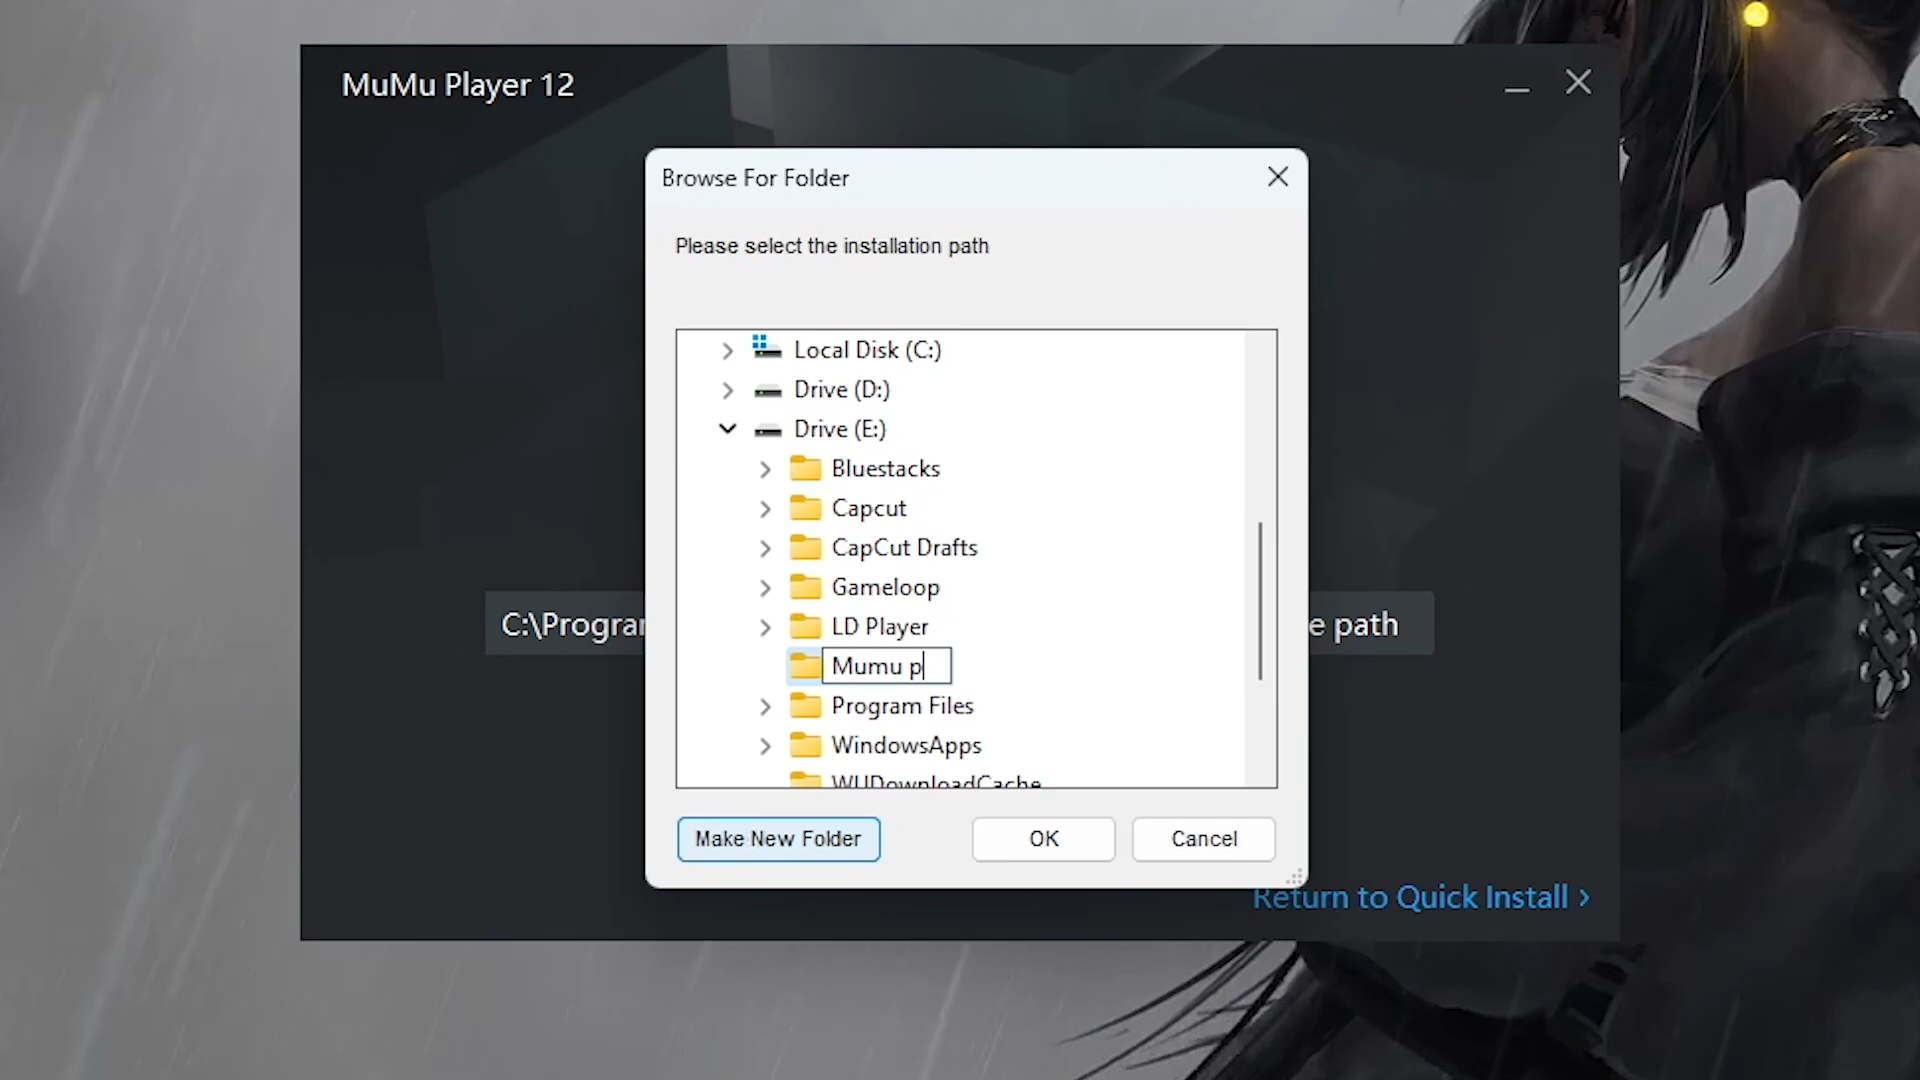 MuMu Player 12
Browse For Folder
Please select the installation path
Local Disk (C:)
Drive (D:)
Drive (E:)
Bluestacks
Capcut
CapCut Drafts
Gameloop
LD Player
Mumu p
Program Files
WindowsApps
WUDownloadCache
C:\Progra
e path
Make New Folder
OK
Cancel
Return to Quick Install >